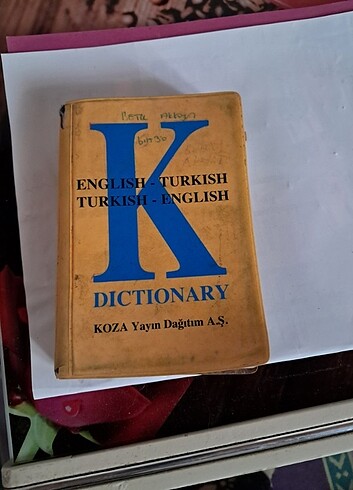 K
ENGLISH - TURKISH
TURKISH - ENGLISH
DICTIONARY
KOZA Yayın Dağıtım A.Ş.